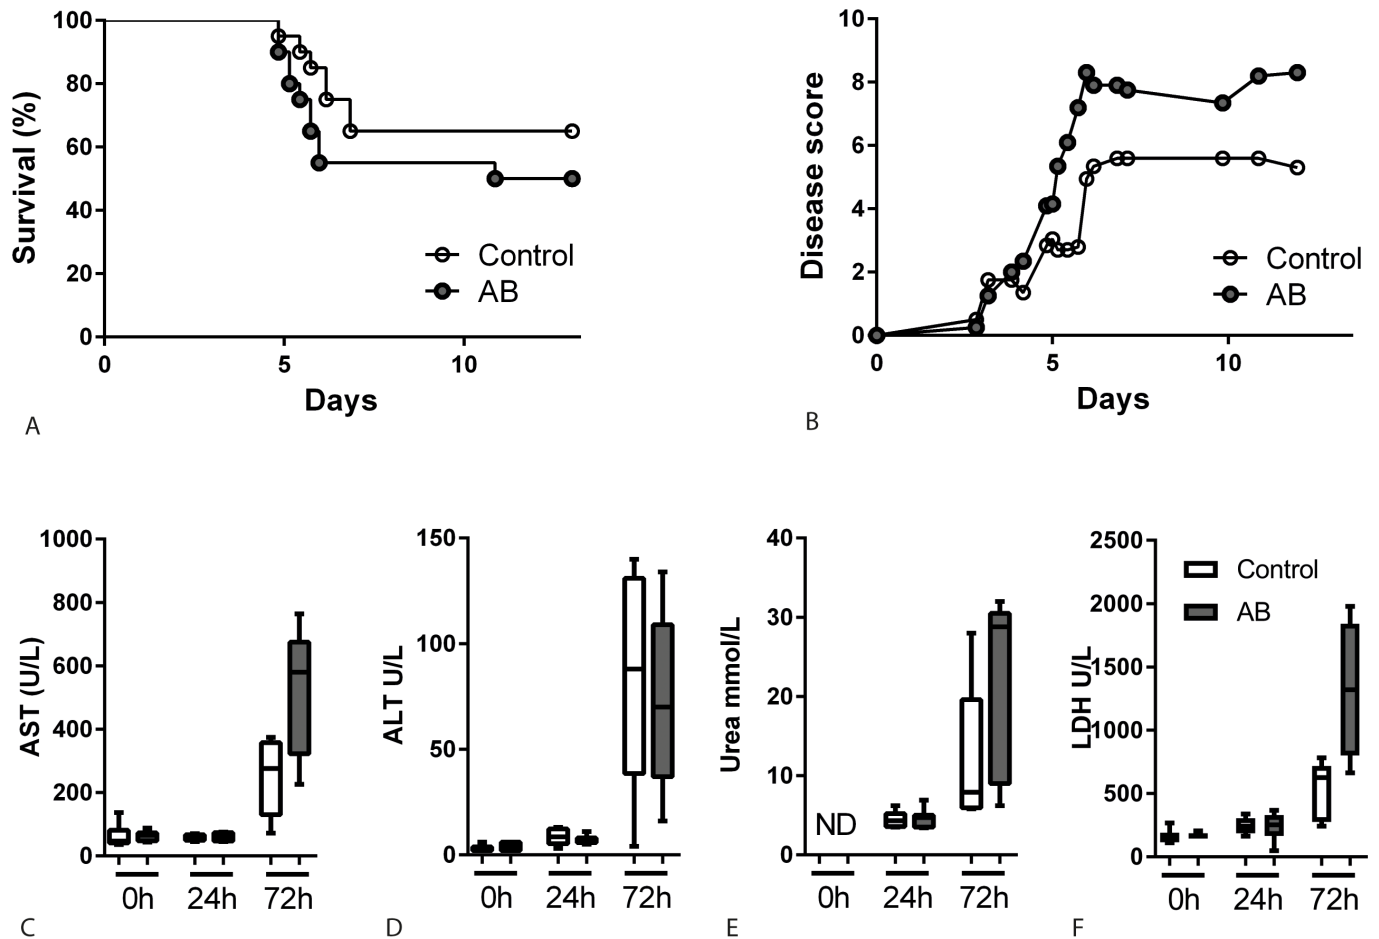 100
80
60
40
20
0
Survival (%)
0 5 10
Days
Control
AB
A
10
8
6
4
2
0
Disease score
0 5 10
Days
Control
AB
B
1000
800
600
400
200
0
AST (U/L)
0h 24h 72h
C
150
100
50
0
ALT U/L
0h 24h 72h
D
40
30
20
10
0
Urea mmol/L
ND
0h 24h 72h
E
2500
2000
1500
1000
500
0
LDH U/L
Control
AB
0h 24h 72h
F